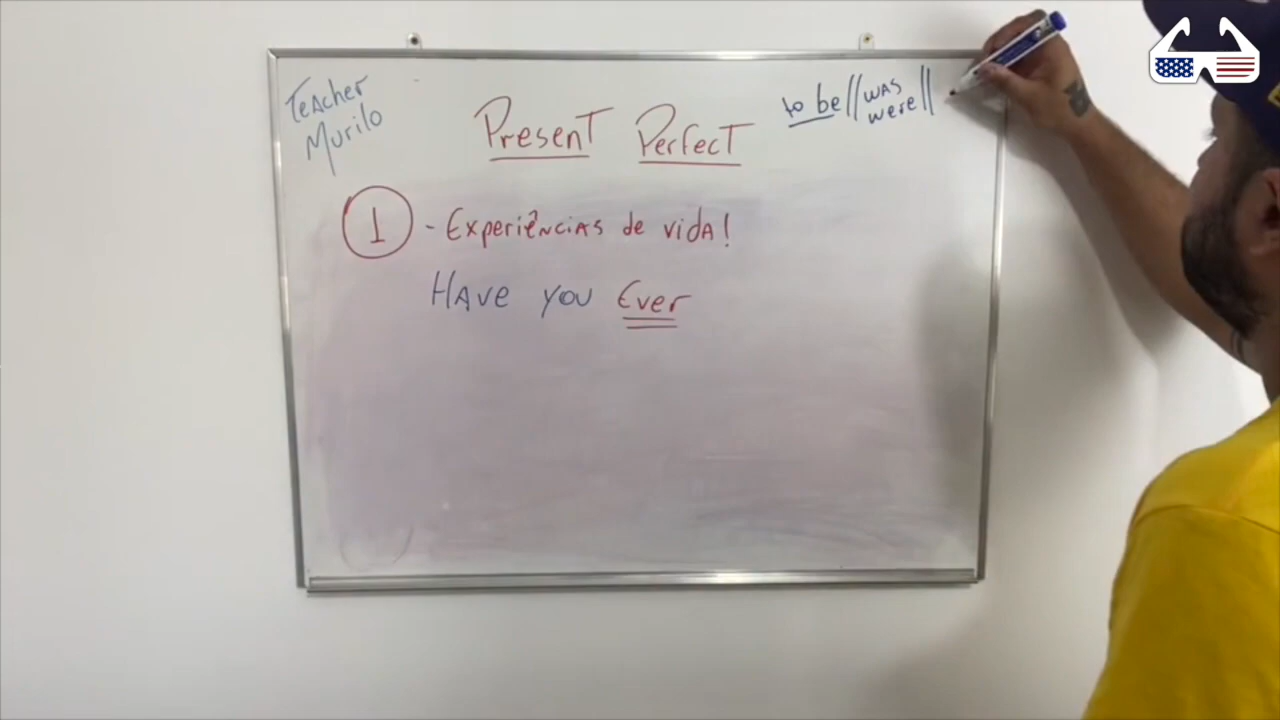 Teacher
Murilo
Present Perfect
to be || was
were ||
1 - Experiências de vida!
Have you Ever